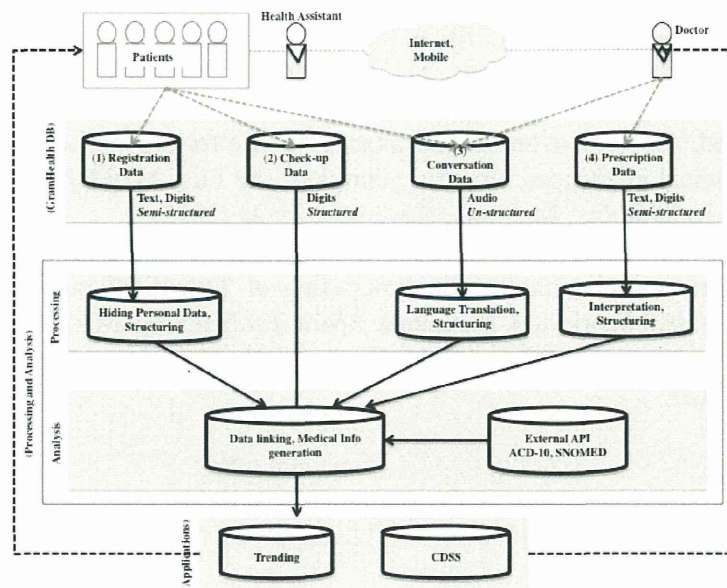 Health Assistant
Doctor
Internet,
Mobile
Patients
(GramHealth DB)
(1) Registration
Data
(2) Check-up
Data
(3)
Conversation
Data
(4) Prescription
Data
Text, Digits
Semi-structured
Digits
Structured
Audio
Un-structured
Text, Digits
Semi-structured
(Processing and Analysis)
Processing
Hiding Personal Data,
Structuring
Language Translation,
Structuring
Interpretation,
Structuring
Analysis
Data linking, Medical Info
generation
External API
ACD-10, SNOMED
Applications)
Trending
CDSS